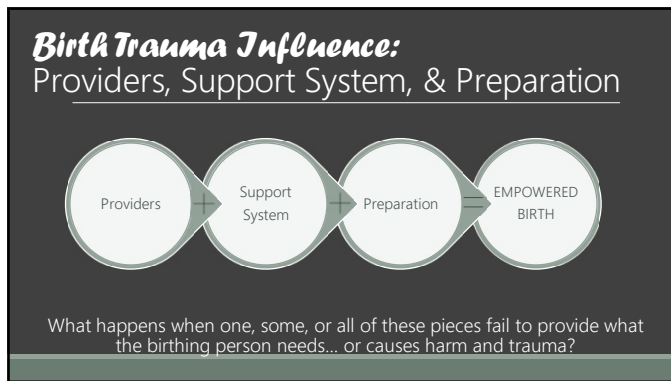 Birth Trauma Influence:
Providers, Support System, & Preparation
Providers
+
Support
System
+
Preparation
=
EMPOWERED
BIRTH
What happens when one, some, or all of these pieces fail to provide what
the birthing person needs... or causes harm and trauma?